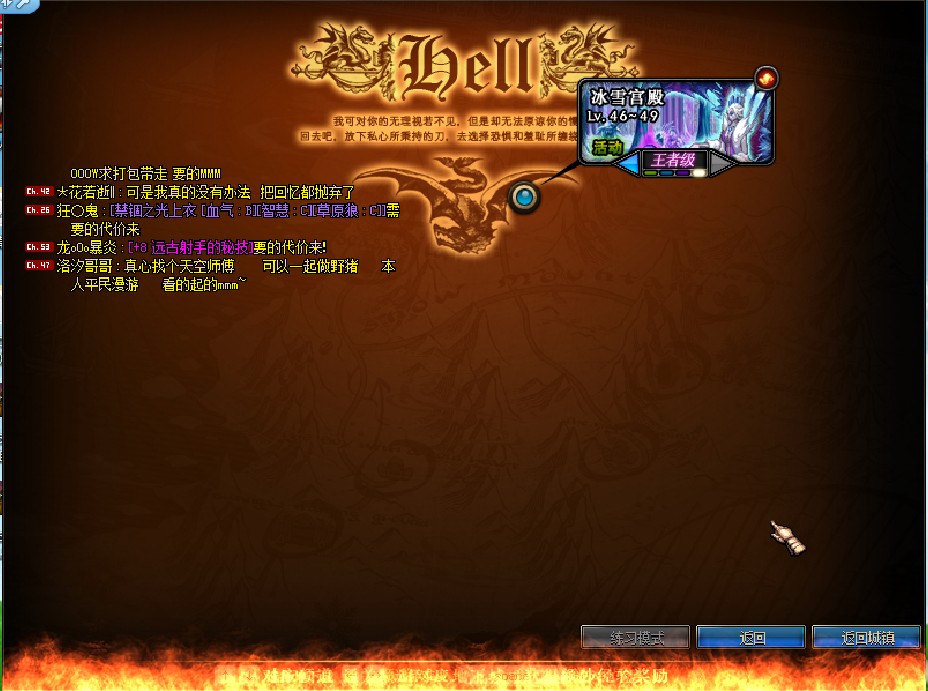 Hell
我可对你的无理视若不见，但是却无法原谅你的
回去吧，放下私心所秉持的刀，去选择恐惧和羞耻所
冰雪宫殿
Lv.46~49
活动
王者级
OOOW求打包带走 要的MMM
Ch.42 大花若逝‖：可是我真的没有办法 把回忆都抛弃了
Ch.26 狂〇鬼：[禁锢之光上衣 [血气：B][智慧：C][草原狼：C]]需
要的代价来
Ch.53 龙oOo暴炎：[+8 远古射手的秘技]要的代价来!
Ch.47 洛汐哥哥：真心找个天空师傅 可以一起做野猪 本
人平民漫游 看的起的mmm~
练习模式
返回
返回城镇